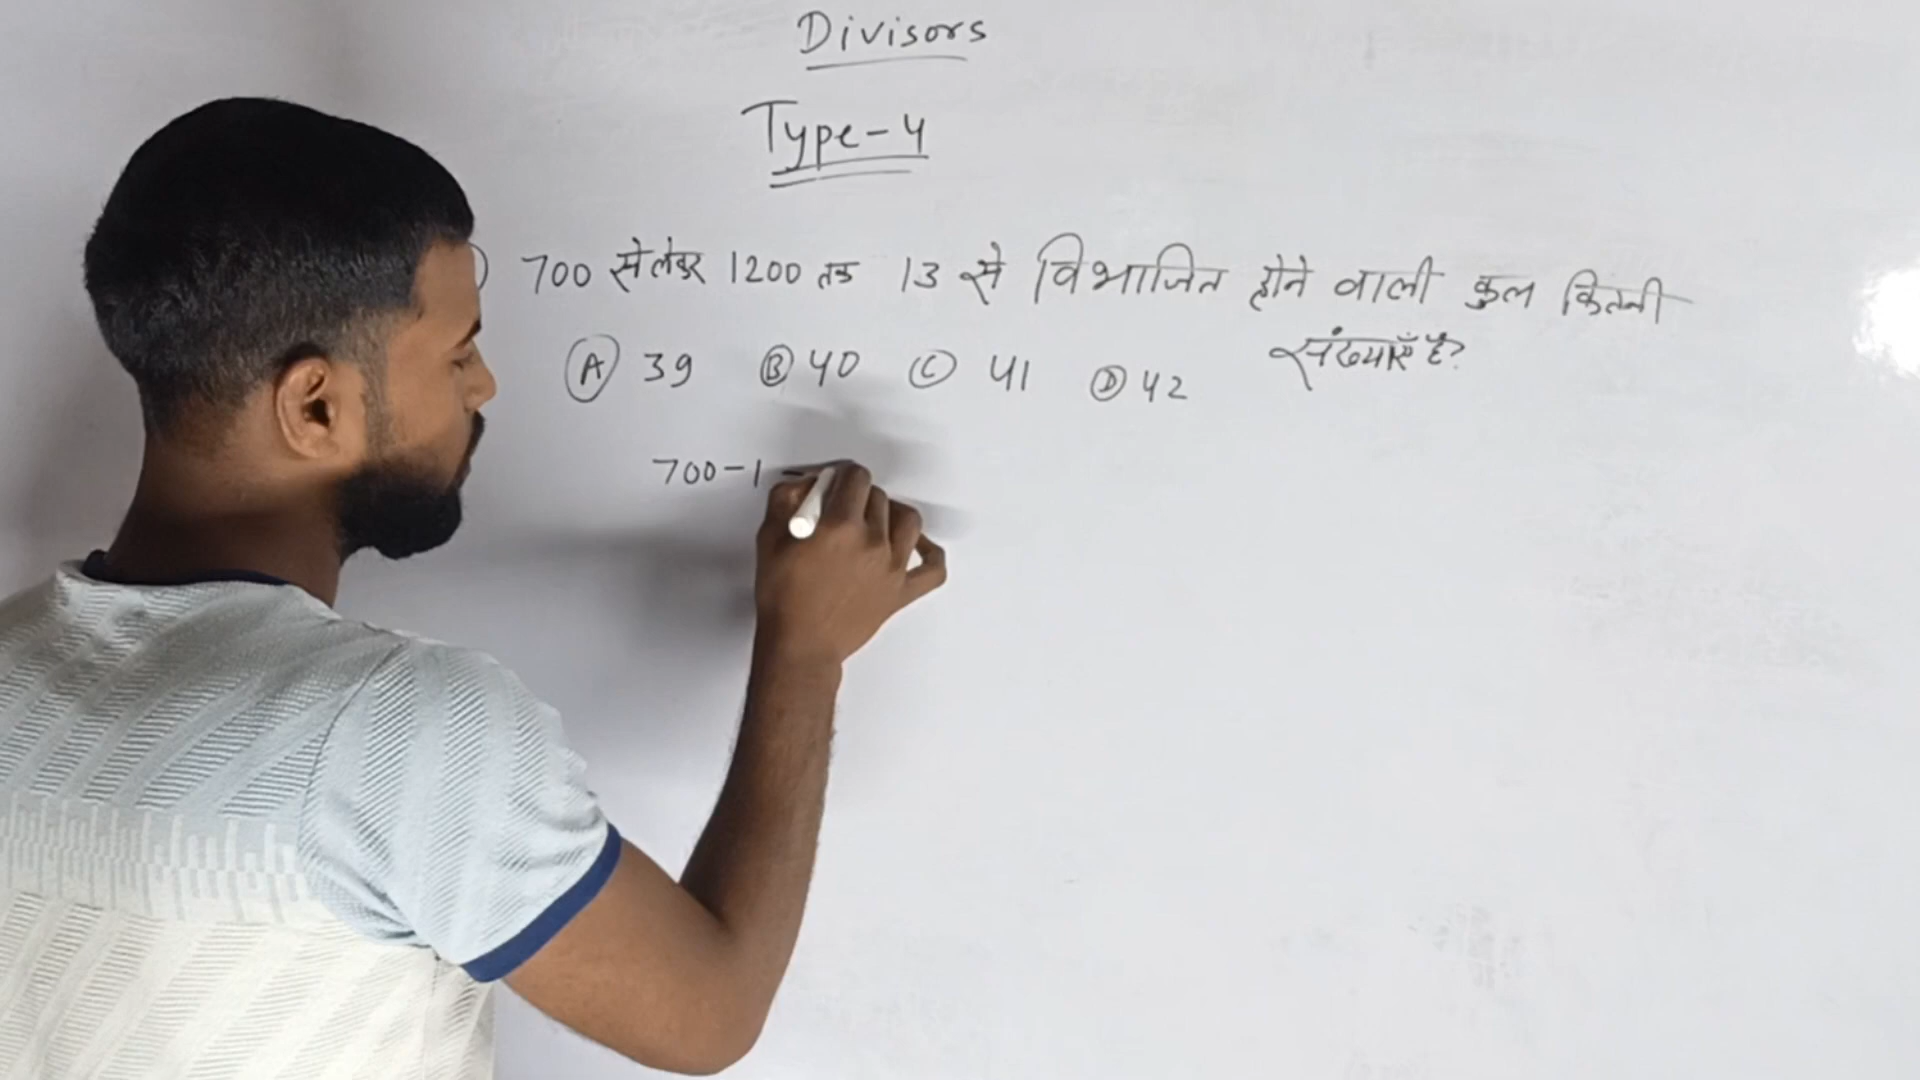 Divisors
Type-4
) 700 से लेकर 1200 तक 13 से विभाजित होने वाली कुल कितनी
संख्याएँ है?
(A) 39 (B) 40 (C) 41 (D) 42
700-1-